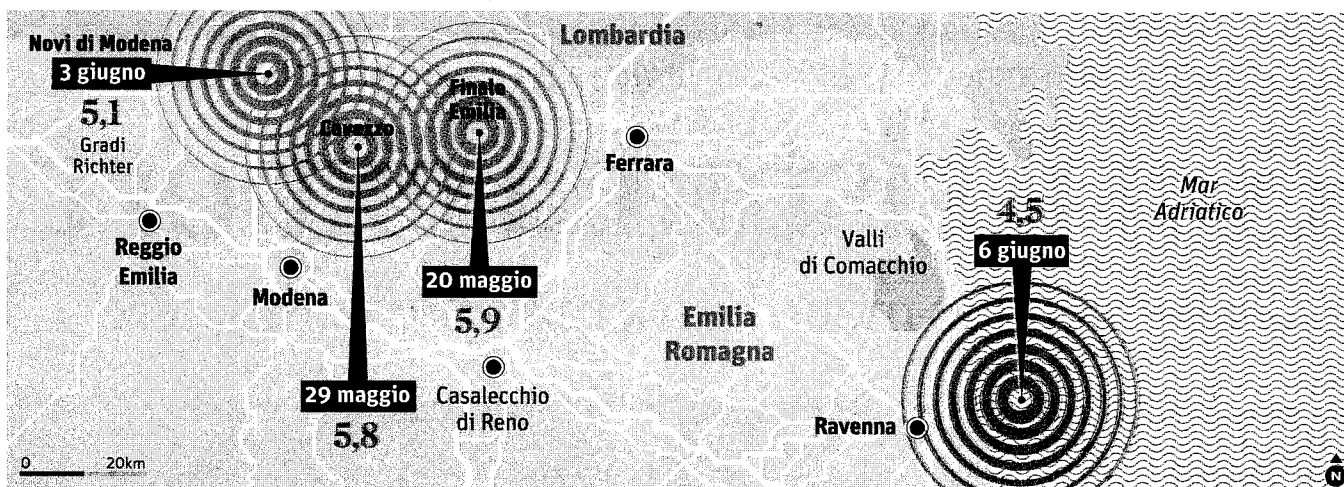 Novi di Modena
3 giugno
5,1
Gradi
Richter
Cavezzo
Finale
Emilia
Lombardia
Ferrara
Reggio
Emilia
Modena
20 maggio
5,9
29 maggio
5,8
Casalecchio
di Reno
Emilia
Romagna
Valli
di Comacchio
4,5
6 giugno
Ravenna
Mar
Adriatico
0 20km
N